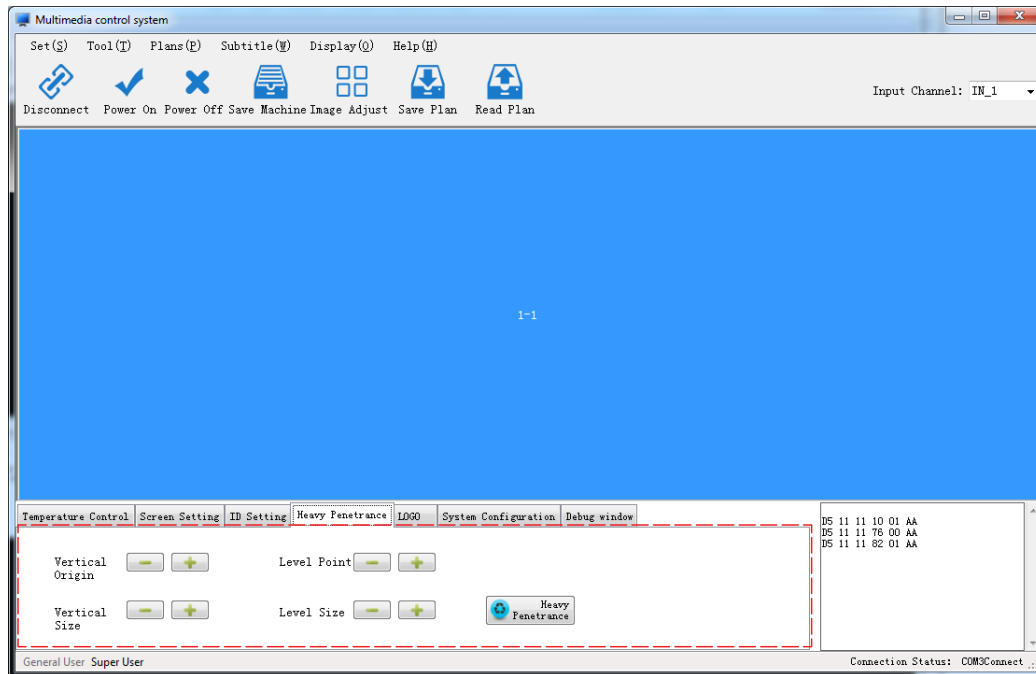 Multimedia control system
Set(S) Tool(T) Plans(P) Subtitle(W) Display(O) Help(H)
Disconnect Power On Power Off Save Machine Image Adjust Save Plan Read Plan
Input Channel: IN_1
1-1
Temperature Control Screen Setting ID Setting Heavy Penetrance LOGO System Configuration Debug window
D5 11 11 10 01 AA
D5 11 11 76 00 AA
D5 11 11 82 01 AA
Vertical
Origin
Level Point
Vertical
Size
Level Size
Heavy
Penetrance
General User Super User
Connection Status: COM3Connect